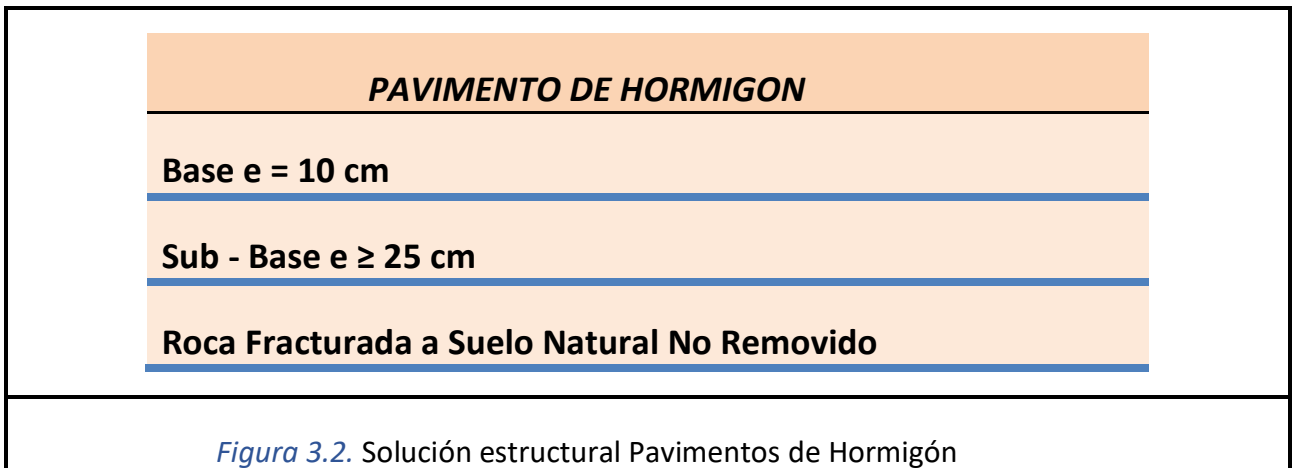 PAVIMENTO DE HORMIGON
Base e = 10 cm
Sub - Base e ≥ 25 cm
Roca Fracturada a Suelo Natural No Removido
Figura 3.2. Solución estructural Pavimentos de Hormigón